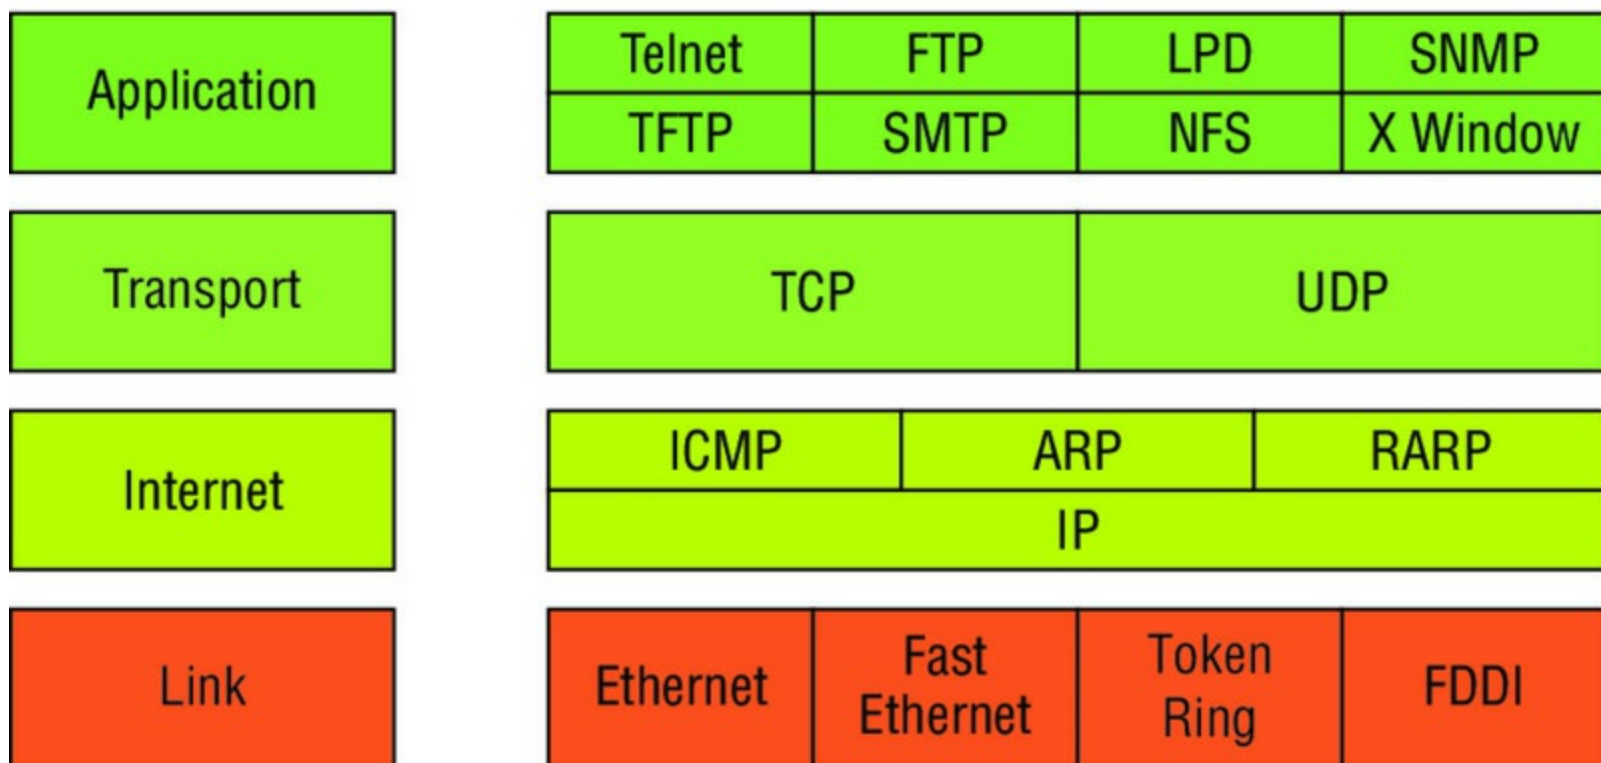 Application
Telnet FTP LPD SNMP
TFTP SMTP NFS X Window
Transport
TCP UDP
Internet
ICMP ARP RARP
IP
Link
Ethernet
Fast
Ethernet
Token
Ring
FDDI